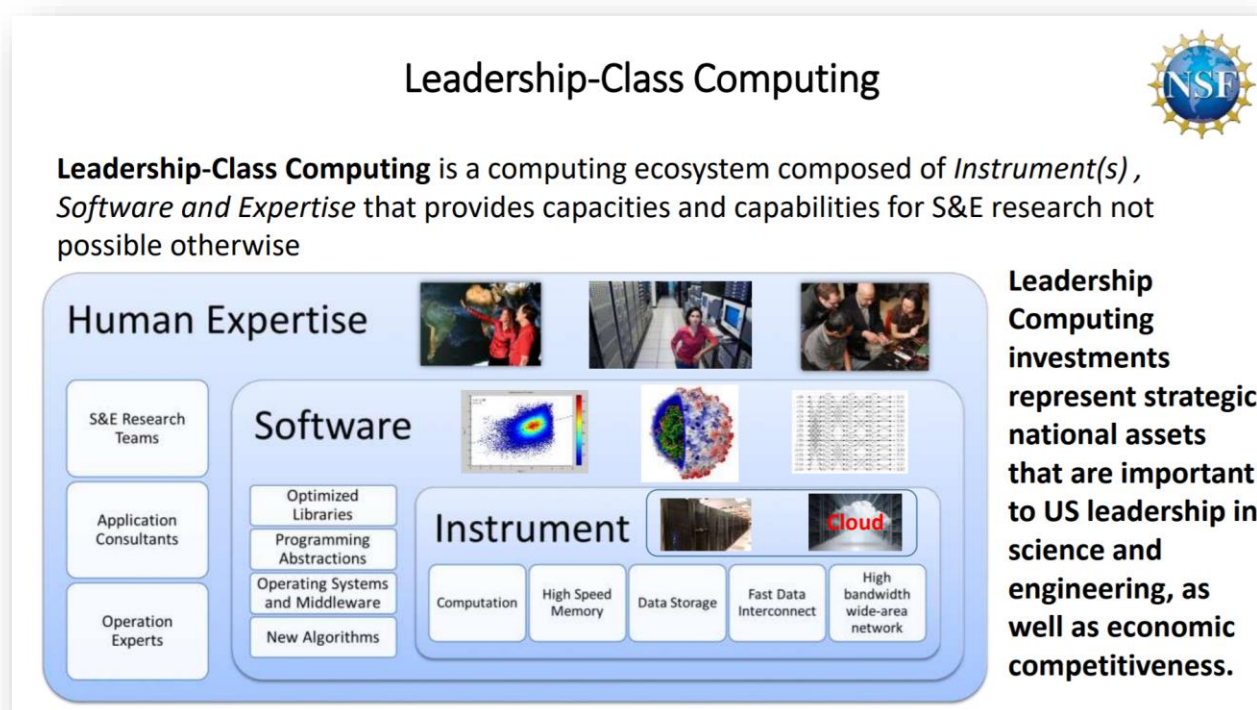 Leadership-Class Computing
NSF
Leadership-Class Computing is a computing ecosystem composed of Instrument(s) ,
Software and Expertise that provides capacities and capabilities for S&E research not
possible otherwise
Human Expertise
S&E Research
Teams
Application
Consultants
Operation
Experts
Software
Optimized
Libraries
Programming
Abstractions
Operating Systems
and Middleware
New Algorithms
Instrument
Cloud
Computation
High Speed
Memory
Data Storage
Fast Data
Interconnect
High
bandwidth
wide-area
network
Leadership
Computing
investments
represent strategic
national assets
that are important
to US leadership in
science and
engineering, as
well as economic
competitiveness.